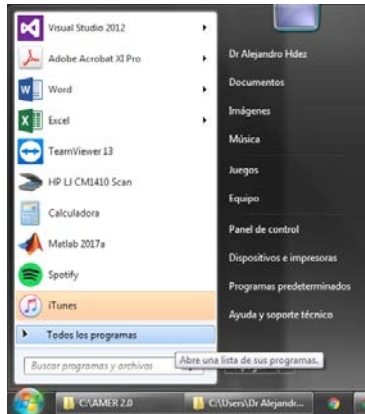 Visual Studio 2012
Adobe Acrobat XI Pro
Word
Excel
TeamViewer 13
HP LJ CM1410 Scan
Calculadora
Matlab 2017a
Spotify
iTunes
Todos los programas
Buscar programas y archivos
Dr Alejandro Hdez
Documentos
Imágenes
Música
Juegos
Equipo
Panel de control
Dispositivos e impresoras
Programas predeterminados
Ayuda y soporte técnico
Abre una lista de sus programas.
C:\AMER 2.0
C:\Users\Dr Alejandr...